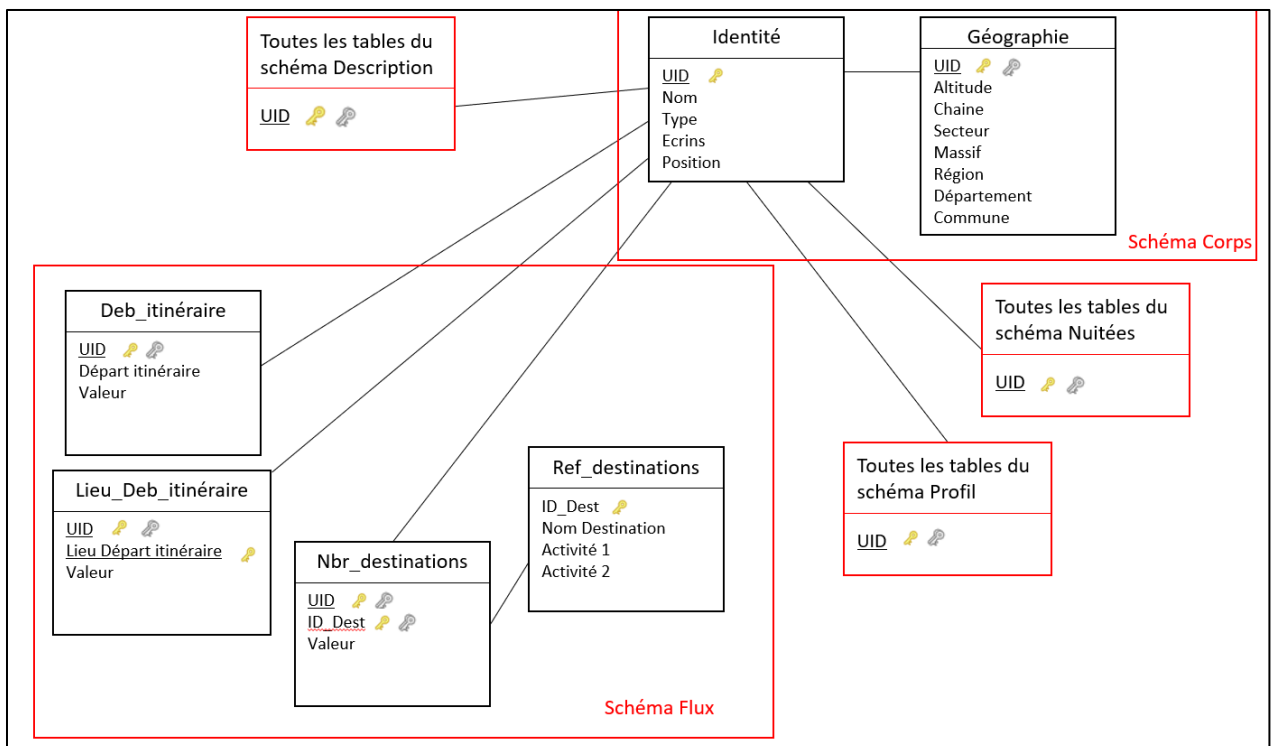 Toutes les tables du
schéma Description
UID
Identité
UID
Nom
Type
Ecrins
Position
Géographie
UID
Altitude
Chaine
Secteur
Massif
Région
Département
Commune
Schéma Corps
Deb_itinéraire
UID
Départ itinéraire
Valeur
Lieu_Deb_itinéraire
UID
Lieu Départ itinéraire
Valeur
Nbr_destinations
UID
ID_Dest
Valeur
Ref_destinations
ID_Dest
Nom Destination
Activité 1
Activité 2
Schéma Flux
Toutes les tables du
schéma Nuitées
UID
Toutes les tables du
schéma Profil
UID